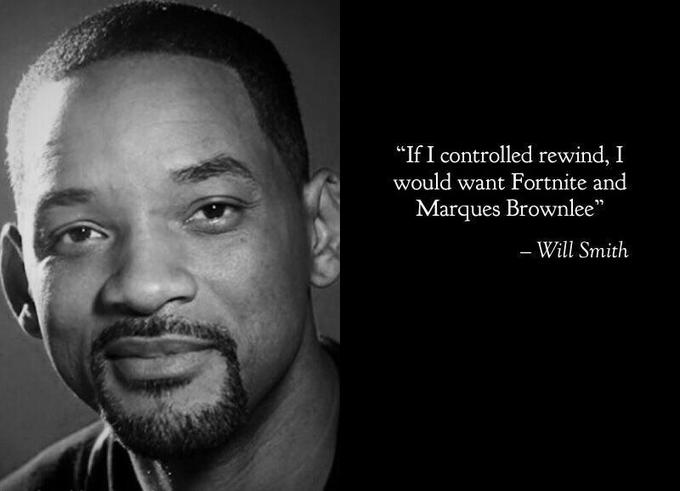 “If I controlled rewind, I
would want Fortnite and
Marques Brownlee”
– Will Smith